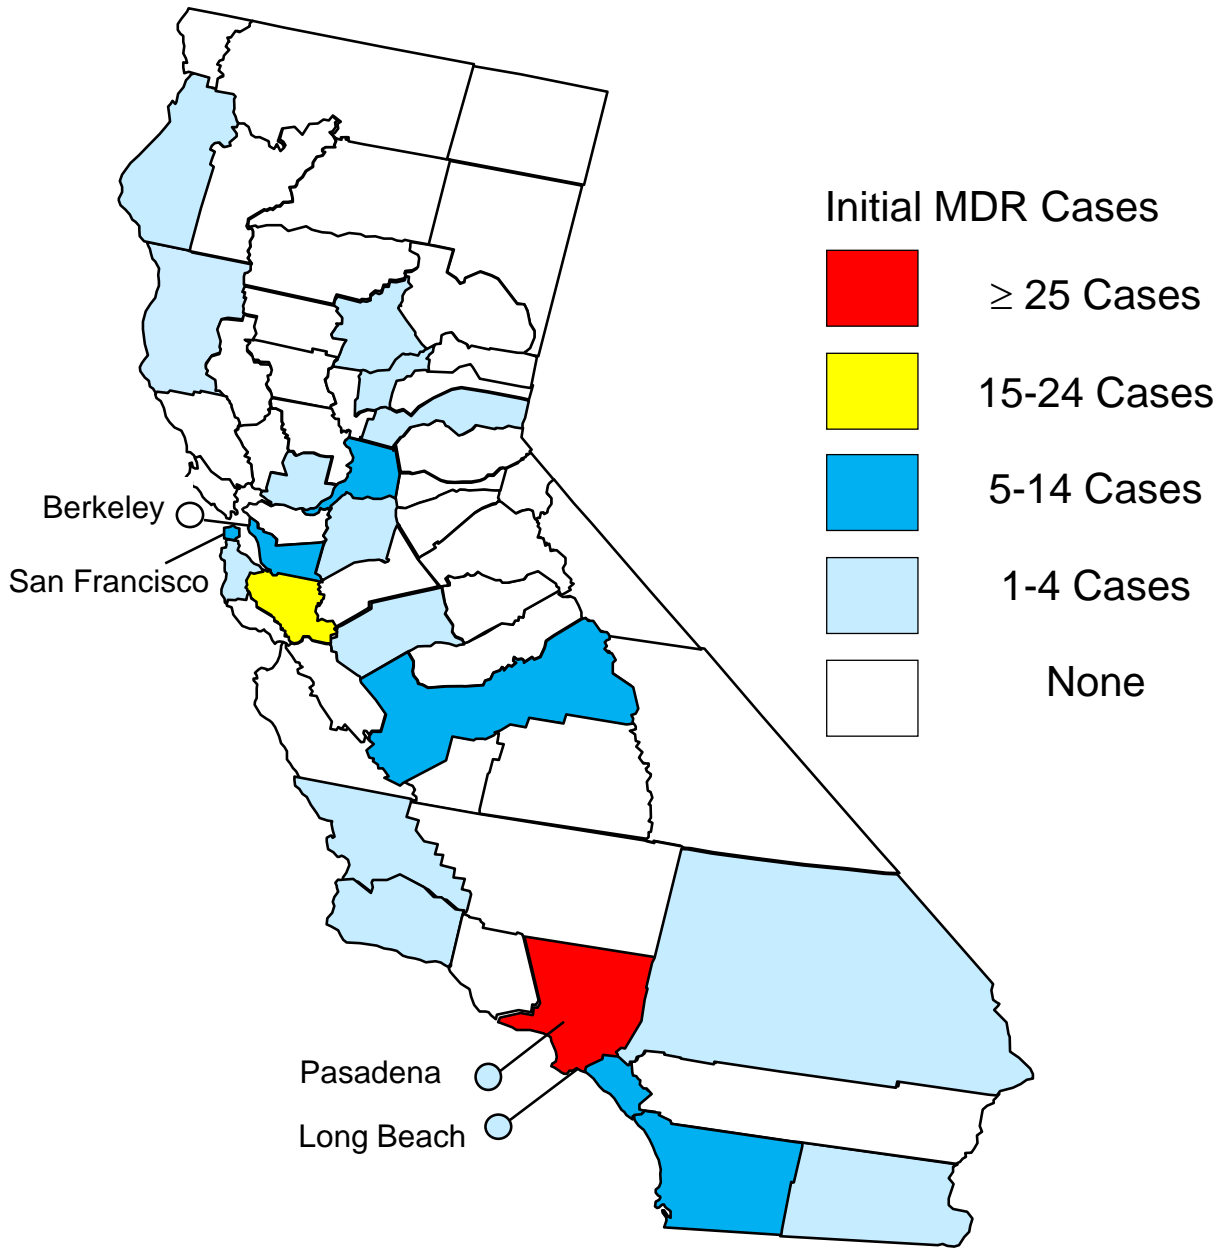 Initial MDR Cases
≥ 25 Cases
15-24 Cases
5-14 Cases
1-4 Cases
None
Berkeley
San Francisco
Pasadena
Long Beach